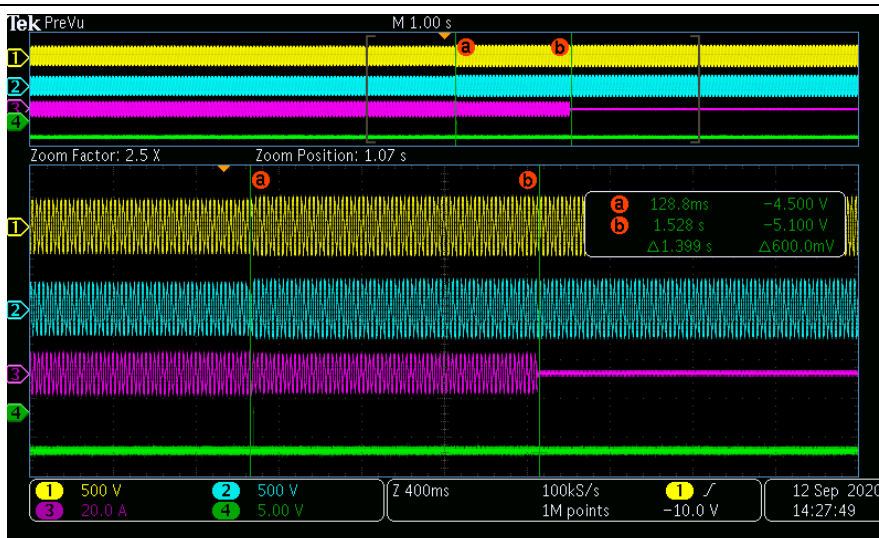 Tek PreVu M 1.00 s
a b
1
2
3
4
Zoom Factor: 2.5 X Zoom Position: 1.07 s
a b
a 128.8ms −4.500 V
b 1.528 s −5.100 V
Δ1.399 s Δ600.0mV
1
2
3
4
1 500 V 2 500 V Z 400ms 100kS/s 1 12 Sep 2020
3 20.0 A 4 5.00 V 1M points −10.0 V 14:27:49